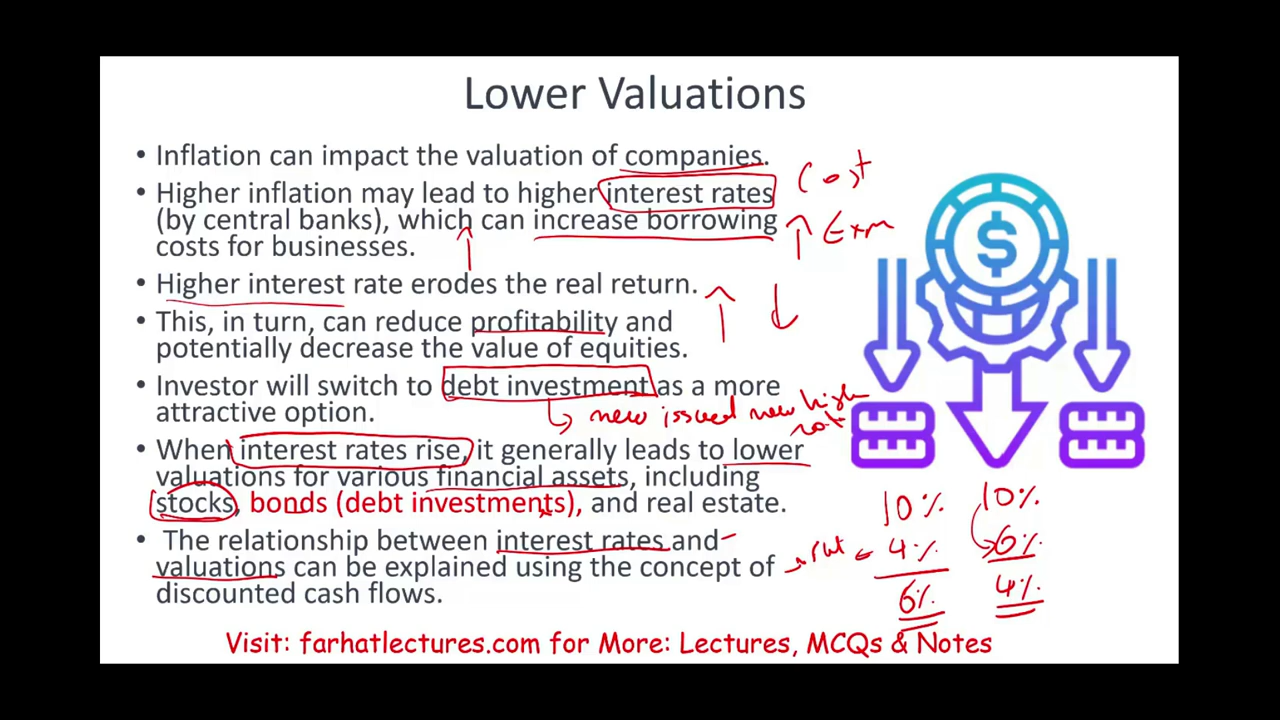 Lower Valuations
• Inflation can impact the valuation of companies.
Cost
• Higher inflation may lead to higher interest rates
(by central banks), which can increase borrowing
costs for businesses.
• Higher interest rate erodes the real return.
• This, in turn, can reduce profitability and
potentially decrease the value of equities.
• Investor will switch to debt investment as a more
attractive option.
new issued new high
• When interest rates rise, it generally leads to lower
valuations for various financial assets, including
stocks, bonds (debt investments), and real estate.
• The relationship between interest rates and
valuations can be explained using the concept of
discounted cash flows.
$
10% 10%
4% 6%
6% 4%
Visit: farhatlectures.com for More: Lectures, MCQs & Notes